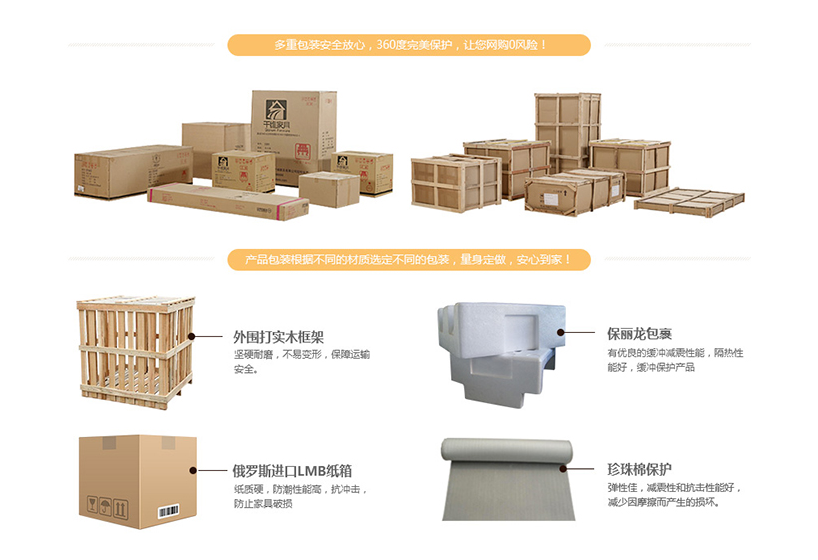 多重包装安全放心，360度完美保护，让您网购0风险！
产品包装根据不同的材质选定不同的包装，量身定做，安心到家！
外围打实木框架
坚硬耐磨，不易变形，保障运输
安全。
保丽龙包裹
有优良的缓冲减震性能，隔热性
能好，缓冲保护产品
俄罗斯进口LMB纸箱
纸质硬，防潮性能高，抗冲击，
防止家具破损
珍珠棉保护
弹性佳，减震性和抗击性能好，
减少因摩擦而产生的损坏。